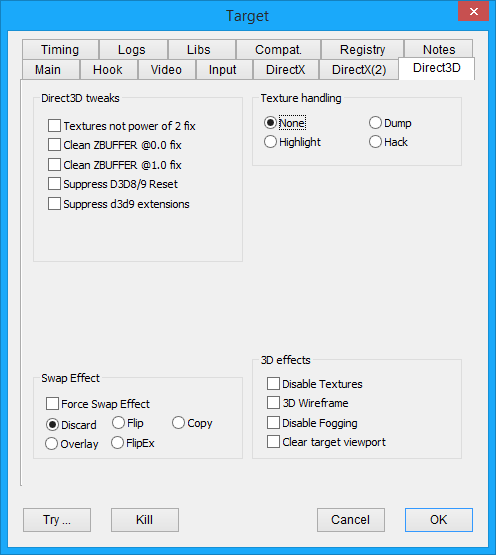 Target
Timing Logs Libs Compat. Registry Notes
Main Hook Video Input DirectX DirectX(2) Direct3D
Direct3D tweaks
Textures not power of 2 fix
Clean ZBUFFER @0.0 fix
Clean ZBUFFER @1.0 fix
Suppress D3D8/9 Reset
Suppress d3d9 extensions
Texture handling
None Dump
Highlight Hack
Swap Effect
Force Swap Effect
Discard Flip Copy
Overlay FlipEx
3D effects
Disable Textures
3D Wireframe
Disable Fogging
Clear target viewport
Try ... Kill Cancel OK